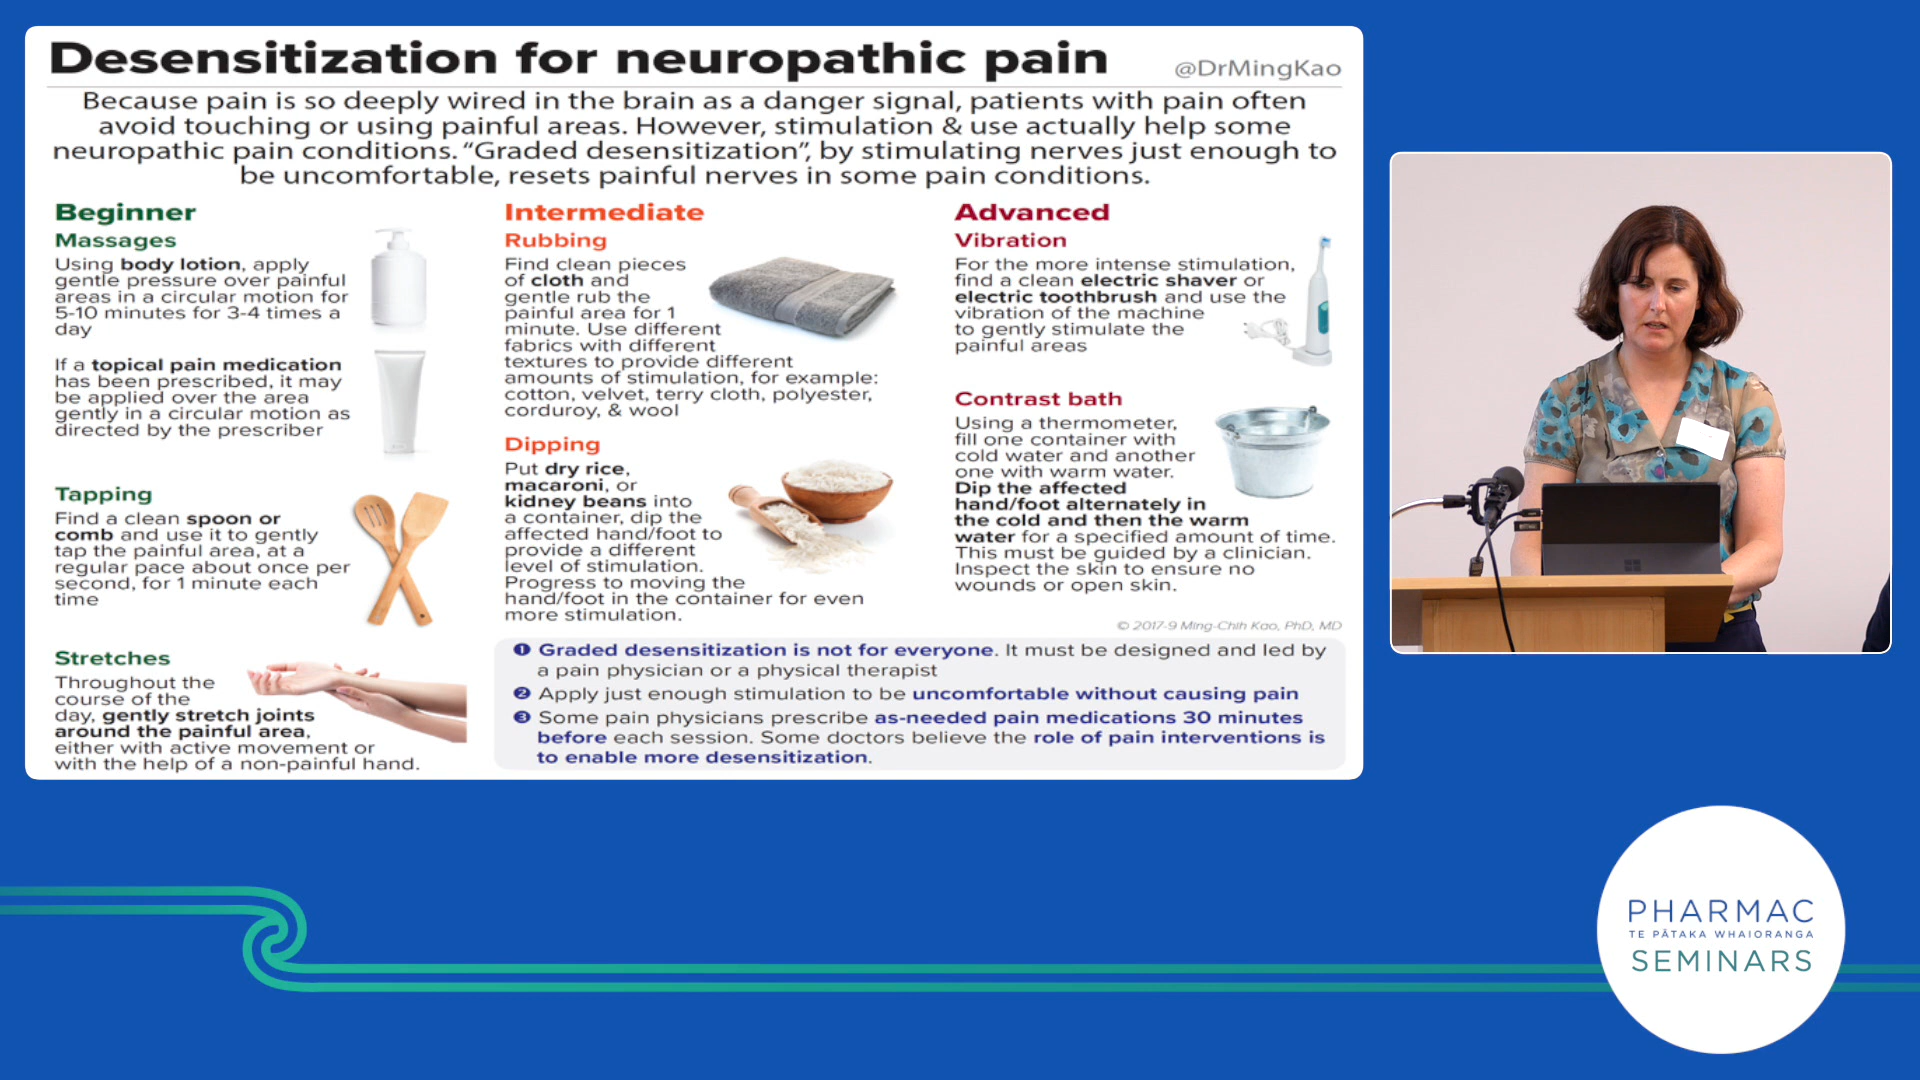 Desensitization for neuropathic pain
@DrMingKao
Because pain is so deeply wired in the brain as a danger signal, patients with pain often
avoid touching or using painful areas. However, stimulation & use actually help some
neuropathic pain conditions. “Graded desensitization”, by stimulating nerves just enough to
be uncomfortable, resets painful nerves in some pain conditions.
Beginner
Massages
Using body lotion, apply
gentle pressure over painful
areas in a circular motion for
5-10 minutes for 3-4 times a
day
If a topical pain medication
has been prescribed, it may
be applied over the area
gently in a circular motion as
directed by the prescriber
Tapping
Find a clean spoon or
comb and use it to gently
tap the painful area, at a
regular pace about once per
second, for 1 minute each
time
Stretches
Throughout the
course of the
day, gently stretch joints
around the painful area,
either with active movement or
with the help of a non-painful hand.
Intermediate
Rubbing
Find clean pieces
of cloth and
gentle rub the
painful area for 1
minute. Use different
fabrics with different
textures to provide different
amounts of stimulation, for example:
cotton, velvet, terry cloth, polyester,
corduroy, & wool
Dipping
Put dry rice,
macaroni, or
kidney beans into
a container, dip the
affected hand/foot to
provide a different
level of stimulation.
Progress to moving the
hand/foot in the container for even
more stimulation.
Advanced
Vibration
For the more intense stimulation,
find a clean electric shaver or
electric toothbrush and use the
vibration of the machine
to gently stimulate the
painful areas
Contrast bath
Using a thermometer,
fill one container with
cold water and another
one with warm water.
Dip the affected
hand/foot alternately in
the cold and then the warm
water for a specified amount of time.
This must be guided by a clinician.
Inspect the skin to ensure no
wounds or open skin.
© 2017-9 Ming-Chih Kao, PhD, MD
1 Graded desensitization is not for everyone. It must be designed and led by
a pain physician or a physical therapist
2 Apply just enough stimulation to be uncomfortable without causing pain
3 Some pain physicians prescribe as-needed pain medications 30 minutes
before each session. Some doctors believe the role of pain interventions is
to enable more desensitization.
PHARMAC
TE PĀTAKA WHAIORANGA
SEMINARS